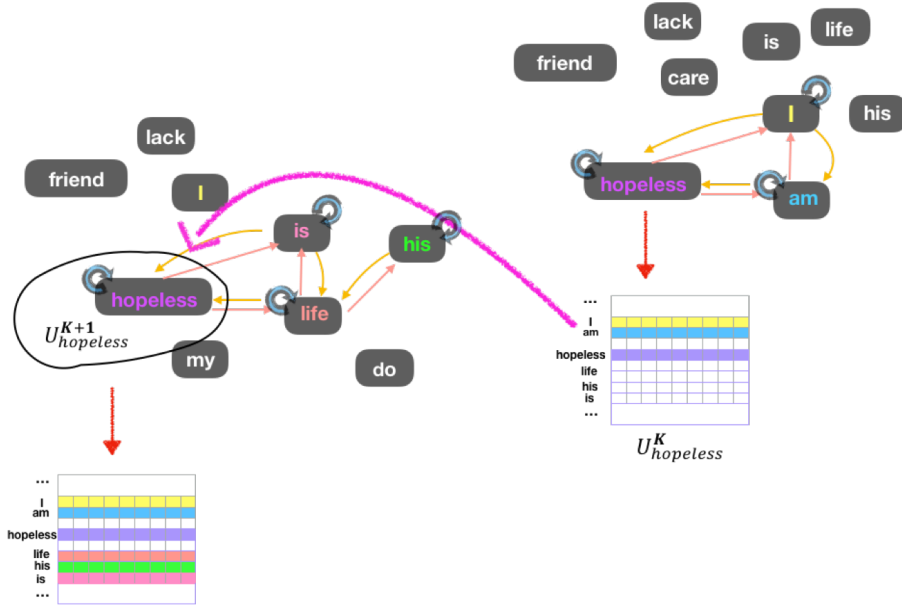 lack
is
life
friend
care
I
his
hopeless
am
lack
friend
I
is
his
hopeless
life
U^{K+1}_{hopeless}
my
do
...
I
am
hopeless
life
his
is
...
U^{K}_{hopeless}
...
I
am
hopeless
life
his
is
...